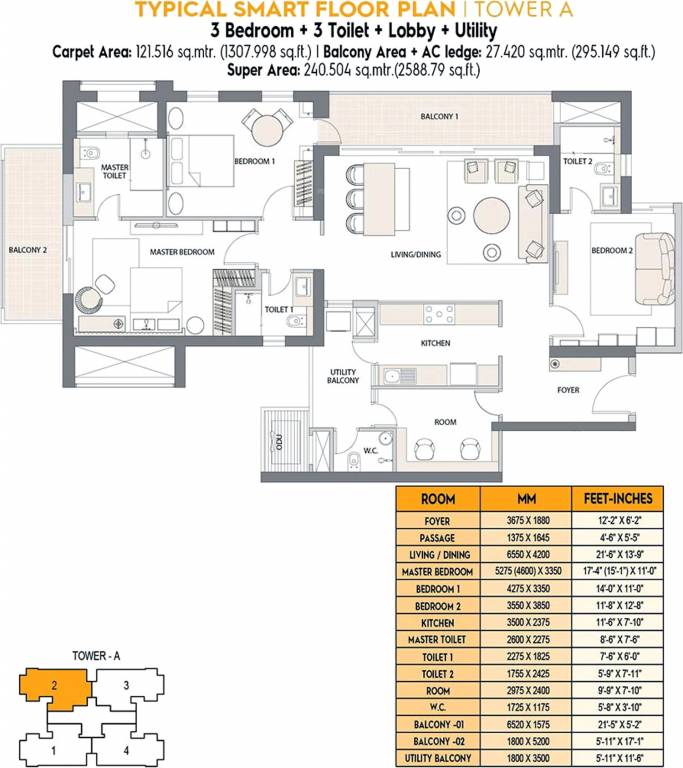 TYPICAL SMART FLOOR PLAN | TOWER A
3 Bedroom + 3 Toilet + Lobby + Utility
Carpet Area: 121.516 sq.mtr. (1307.998 sq.ft.) | Balcony Area + AC ledge: 27.420 sq.mtr. (295.149 sq.ft.)
Super Area: 240.504 sq.mtr.(2588.79 sq.ft.)
BALCONY 1
MASTER
TOILET
BEDROOM 1
TOILET 2
BALCONY 2
MASTER BEDROOM
LIVING/DINING
BEDROOM 2
TOILET 1
KITCHEN
UTILITY
BALCONY
FOYER
ROOM
ODU
W.C.
ROOM MM FEET-INCHES
FOYER 3675 X 1880 12'-2" X 6'-2"
PASSAGE 1375 X 1645 4'-6" X 5'-5"
LIVING / DINING 6550 X 4200 21'-6" X 13'-9"
MASTER BEDROOM 5275 (4600) X 3350 17'-4" (15'-1") X 11'-0"
BEDROOM 1 4275 X 3350 14'-0" X 11'-0"
BEDROOM 2 3550 X 3850 11'-8" X 12'-8"
KITCHEN 3500 X 2375 11'-6" X 7'-10"
MASTER TOILET 2600 X 2275 8'-6" X 7'-6"
TOILET 1 2275 X 1825 7'-6" X 6'-0"
TOILET 2 1755 X 2425 5'-9" X 7'-11"
ROOM 2975 X 2400 9'-9" X 7'-10"
W.C. 1725 X 1175 5'-8" X 3'-10"
BALCONY -01 6520 X 1575 21'-5" X 5'-2"
BALCONY -02 1800 X 5200 5'-11" X 17'-1"
UTILITY BALCONY 1800 X 3500 5'-11" X 11'-6"
TOWER - A
2 3
1 4